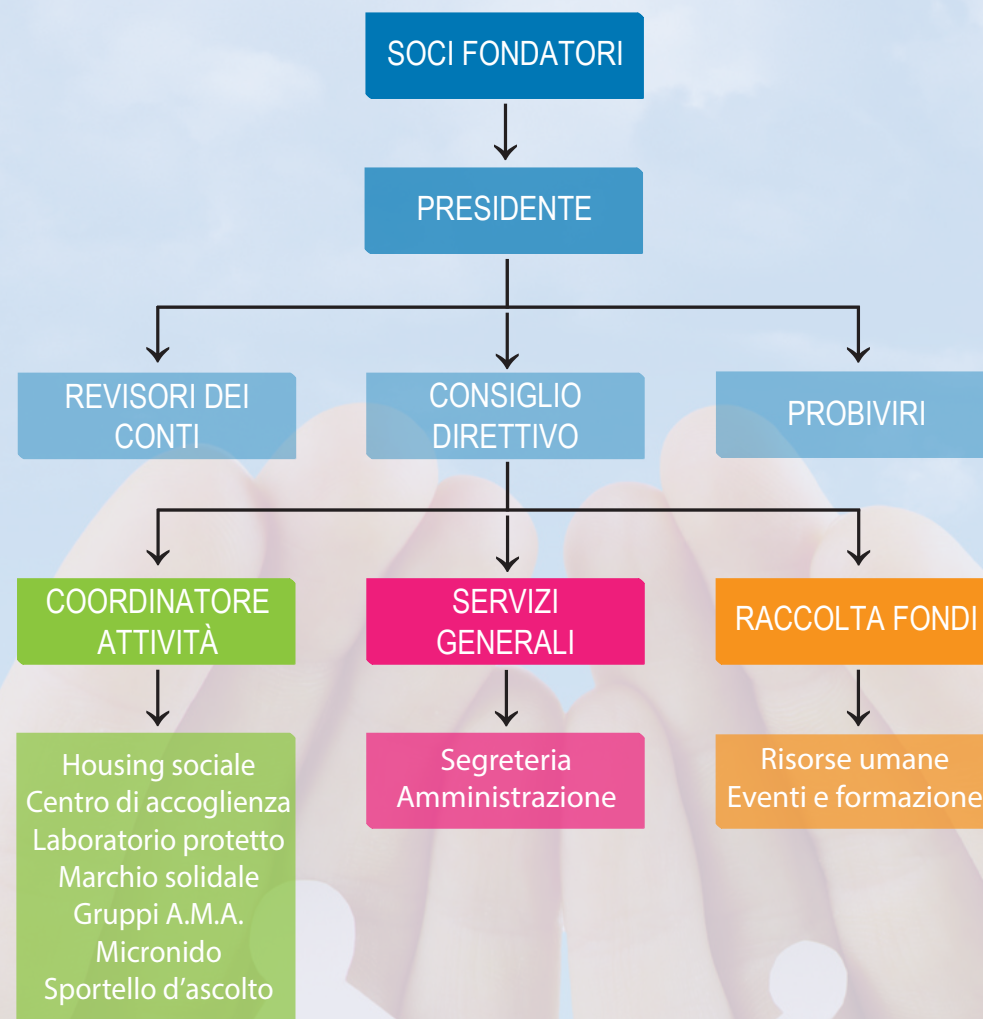 SOCI FONDATORI
PRESIDENTE
REVISORI DEI
CONTI
CONSIGLIO
DIRETTIVO
PROBIVIRI
COORDINATORE
ATTIVITÀ
SERVIZI
GENERALI
RACCOLTA FONDI
Housing sociale
Centro di accoglienza
Laboratorio protetto
Marchio solidale
Gruppi A.M.A.
Micronido
Sportello d'ascolto
Segreteria
Amministrazione
Risorse umane
Eventi e formazione